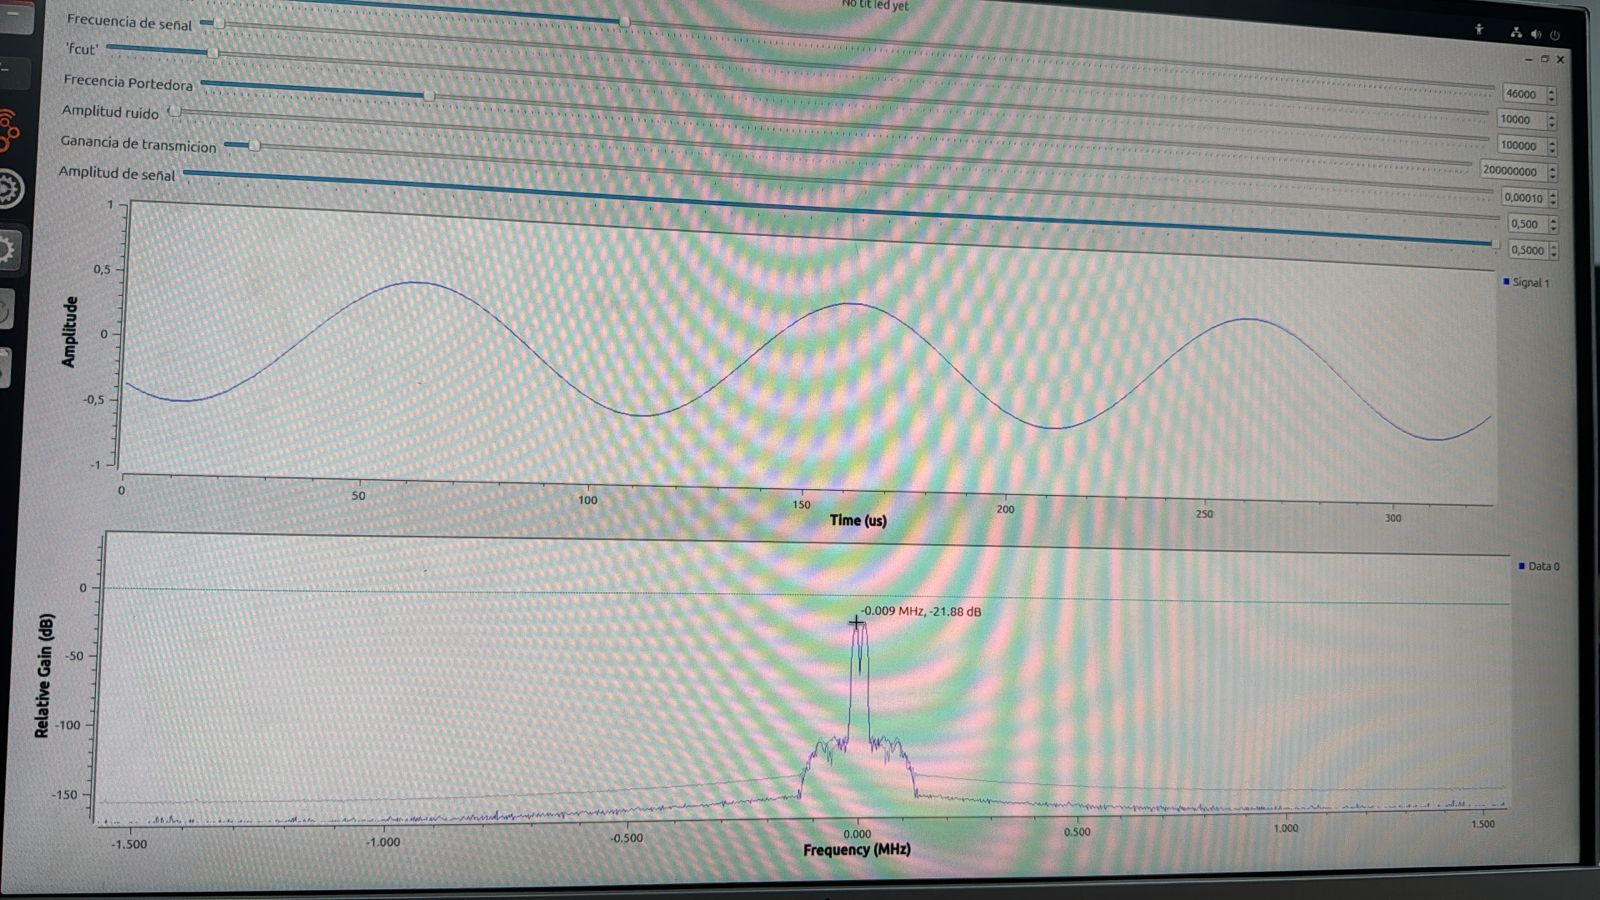 No tit led yet
Frecuencia de señal
46000
'fcut'
10000
Frecencia Portedora
100000
Amplitud ruido
200000000
Ganancia de transmicion
0,00010
Amplitud de señal
0,500
0,5000
1
0,5
0
-0,5
-1
Amplitude
Signal 1
0
50
100
150
200
250
300
Time (us)
0
-50
-100
-150
Relative Gain (dB)
Data 0
-0.009 MHz, -21.88 dB
-1.500
-1.000
-0.500
0.000
0.500
1.000
1.500
Frequency (MHz)